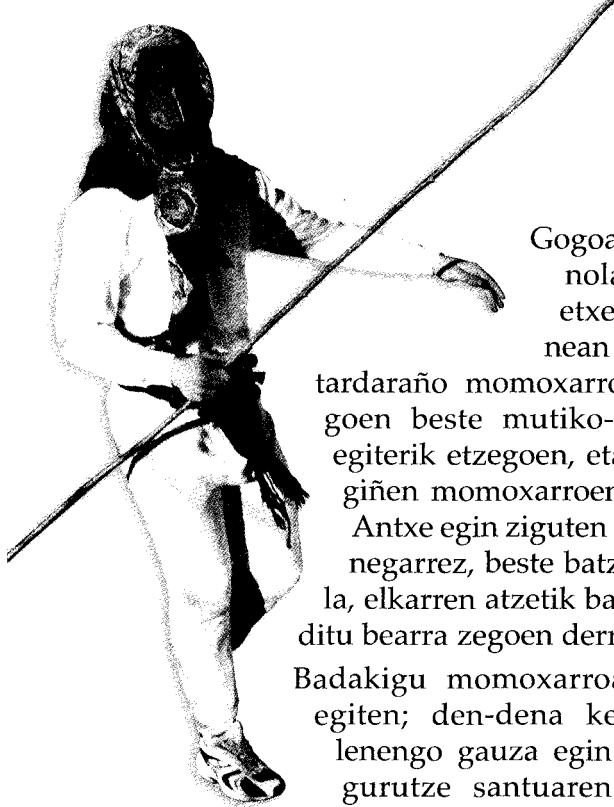 Gogoa
nola
etxe
nean
tardaraño momoxarro
goen beste mutiko-
egiterik etzegoen, eta
giñen momoxarroen
Antxe egin ziguten
negarrez, beste batz
la, elkarren atzetik ba
ditu bearra zegoen derr
Badakigu momoxarroa
egiten; den-dena ke
lenengo gauza egin
gurutze santuaren